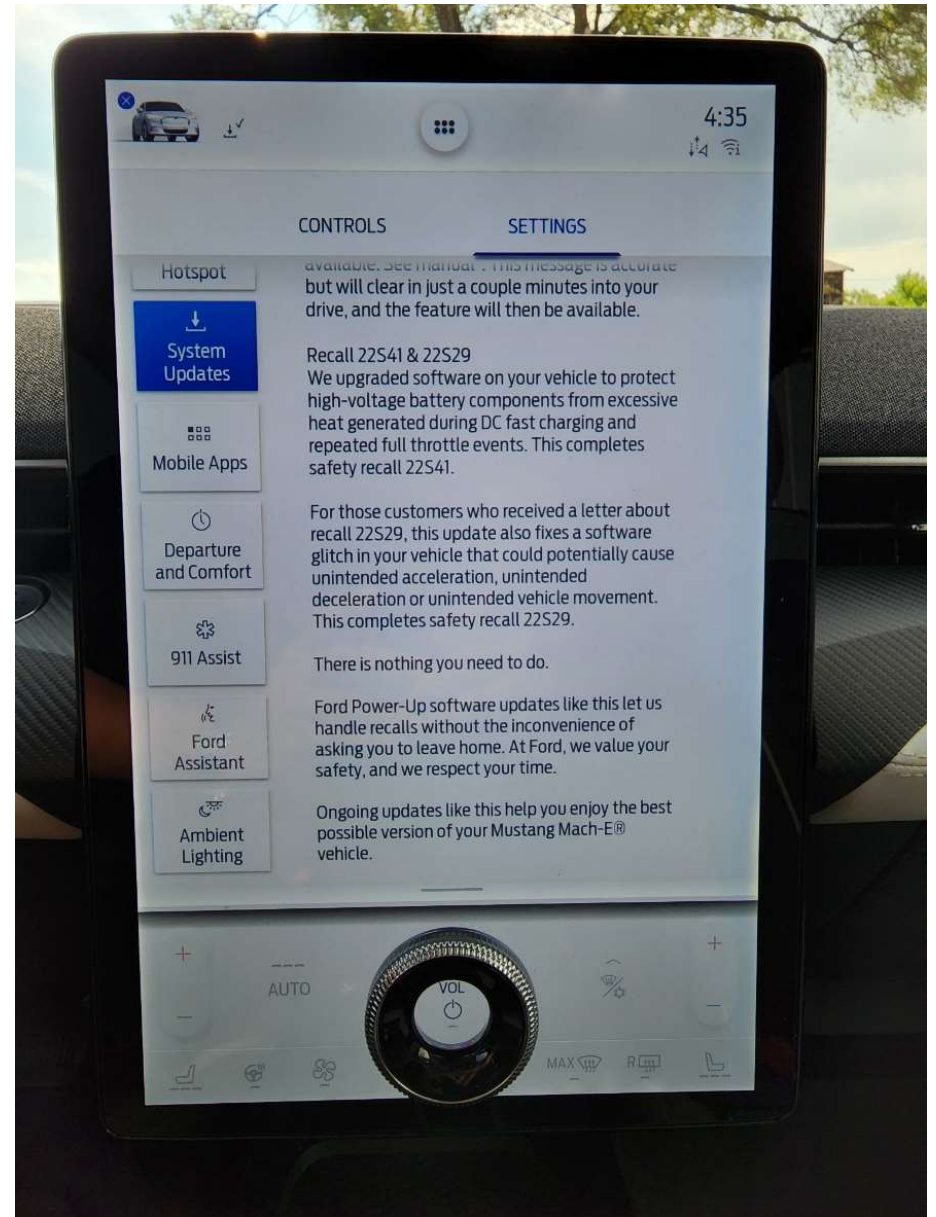 4:35
CONTROLS
SETTINGS
Hotspot
System
Updates
Mobile Apps
Departure
and Comfort
911 Assist
Ford
Assistant
Ambient
Lighting
available. See manual". This message is accurate
but will clear in just a couple minutes into your
drive, and the feature will then be available.
Recall 22S41 & 22S29
We upgraded software on your vehicle to protect
high-voltage battery components from excessive
heat generated during DC fast charging and
repeated full throttle events. This completes
safety recall 22S41.
For those customers who received a letter about
recall 22S29, this update also fixes a software
glitch in your vehicle that could potentially cause
unintended acceleration, unintended
deceleration or unintended vehicle movement.
This completes safety recall 22S29.
There is nothing you need to do.
Ford Power-Up software updates like this let us
handle recalls without the inconvenience of
asking you to leave home. At Ford, we value your
safety, and we respect your time.
Ongoing updates like this help you enjoy the best
possible version of your Mustang Mach-E®
vehicle.
AUTO
VOL
MAX
R